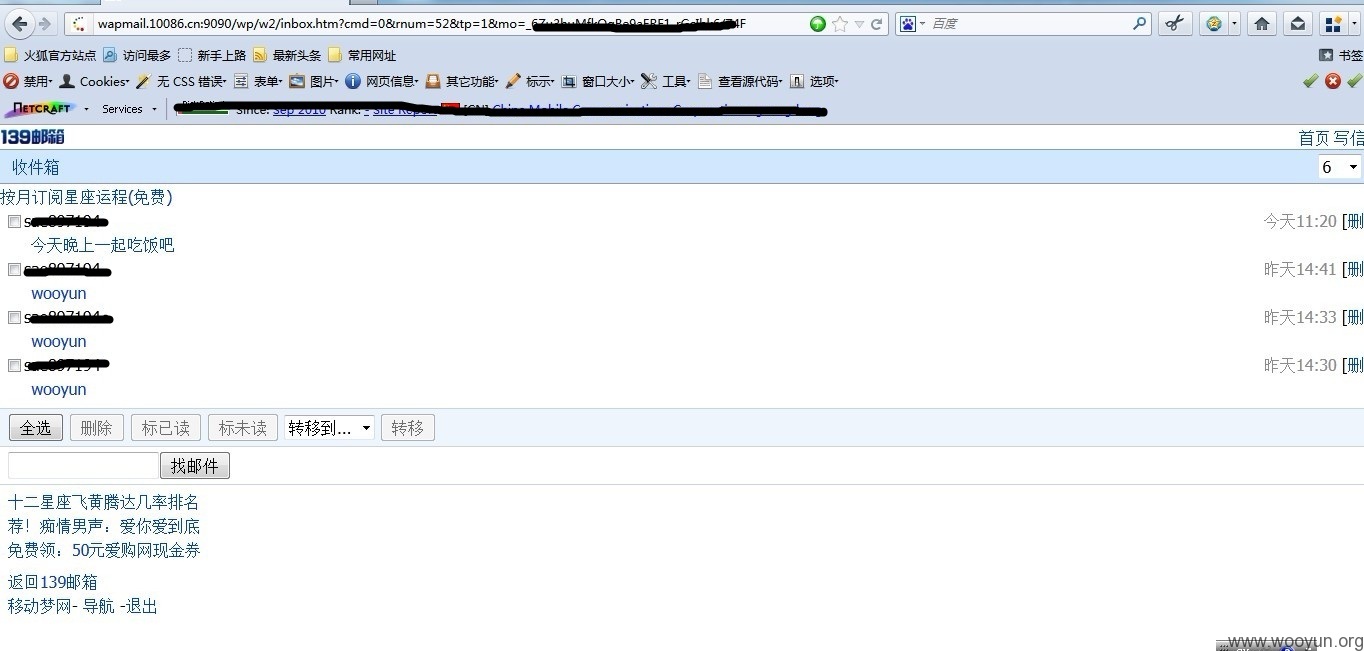 wapmail.10086.cn:9090/wp/w2/inbox.htm?cmd=0&rnum=52&tp=1&mo=_ 百度
火狐官方站点 访问最多 新手上路 最新头条 常用网址 书签
禁用 Cookies 无 CSS 错误 表单 图片 网页信息 其它功能 标示 窗口大小 工具 查看源代码 选项
NETCRAFT Services Since: Sep 2010 Rank: - Site Report [CN]
139邮箱 首页 写信
收件箱 6
按月订阅星座运程(免费)
今天11:20 [删
今天晚上一起吃饭吧
昨天14:41 [删
wooyun
昨天14:33 [删
wooyun
昨天14:30 [删
wooyun
全选 删除 标已读 标未读 转移到... 转移
找邮件
十二星座飞黄腾达几率排名
荐！痴情男声：爱你爱到底
免费领：50元爱购网现金券
返回139邮箱
移动梦网- 导航 -退出
www.wooyun.org